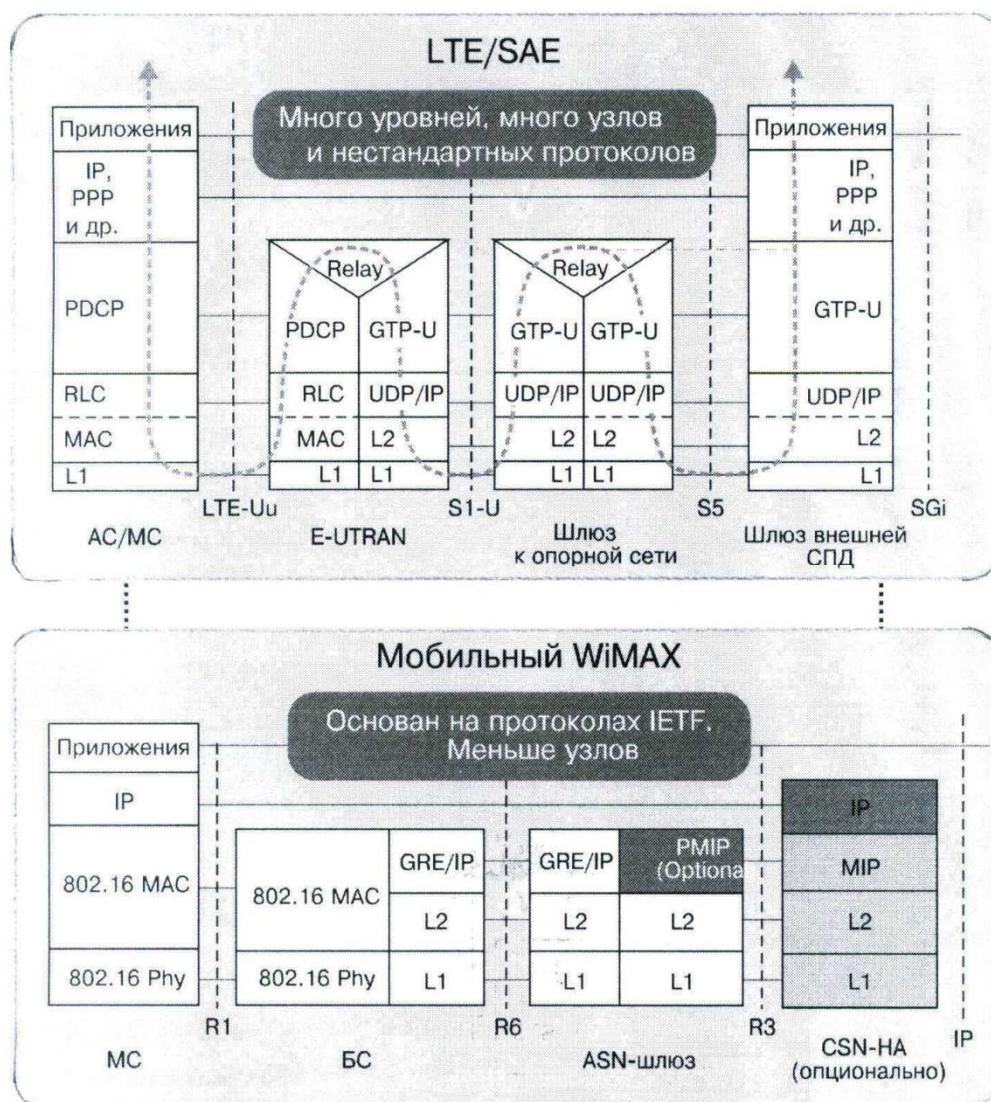 LTE/SAE
Много уровней, много узлов
и нестандартных протоколов
Приложения
IP,
PPP
и др.
PDCP
RLC
MAC
L1
АС/МС
LTE-Uu
Relay
PDCP GTP-U
RLC UDP/IP
MAC L2
L1 L1
E-UTRAN
S1-U
Relay
GTP-U GTP-U
UDP/IP UDP/IP
L2 L2
L1 L1
Шлюз
к опорной сети
S5
Приложения
IP,
PPP
и др.
GTP-U
UDP/IP
L2
L1
Шлюз внешней
СПД
SGi
Мобильный WiMAX
Основан на протоколах IETF.
Меньше узлов
Приложения
IP
802.16 MAC
802.16 Phy
МС
R1
802.16 MAC
802.16 Phy
GRE/IP
L2
L1
БС
R6
GRE/IP
L2
L1
PMIP
(Optiona
L2
L1
ASN-шлюз
R3
IP
MIP
L2
L1
CSN-HA
(опционально)
IP